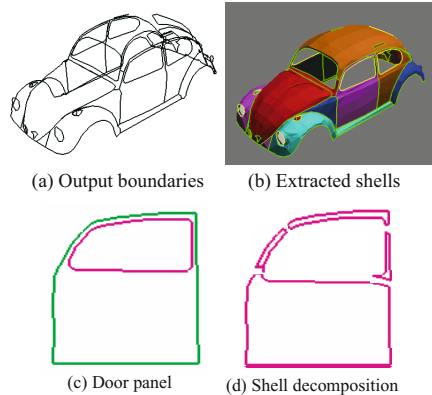 (a) Output boundaries
(b) Extracted shells
(c) Door panel
(d) Shell decomposition